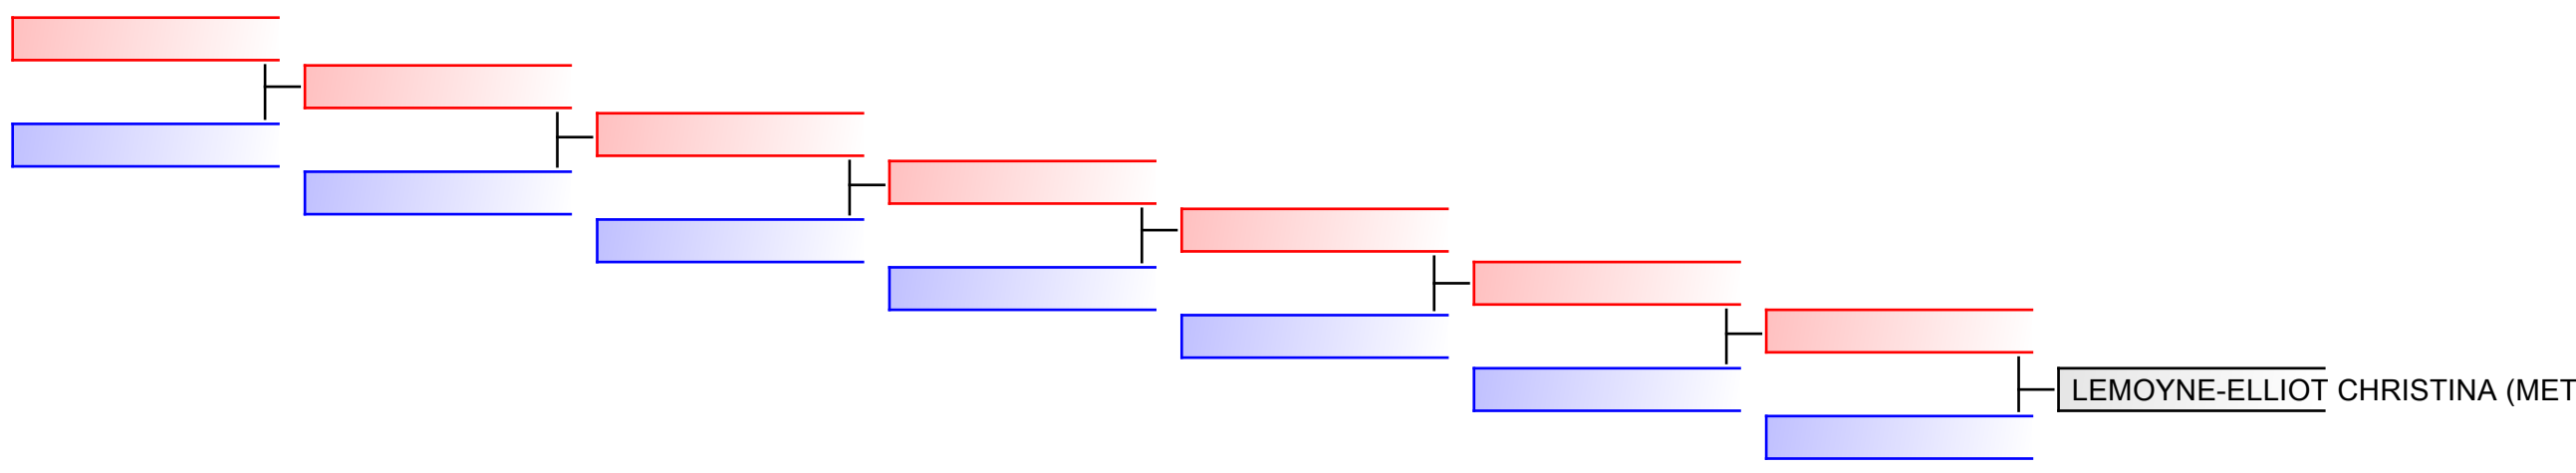 LEMOYNE-ELLIOT CHRISTINA (MET